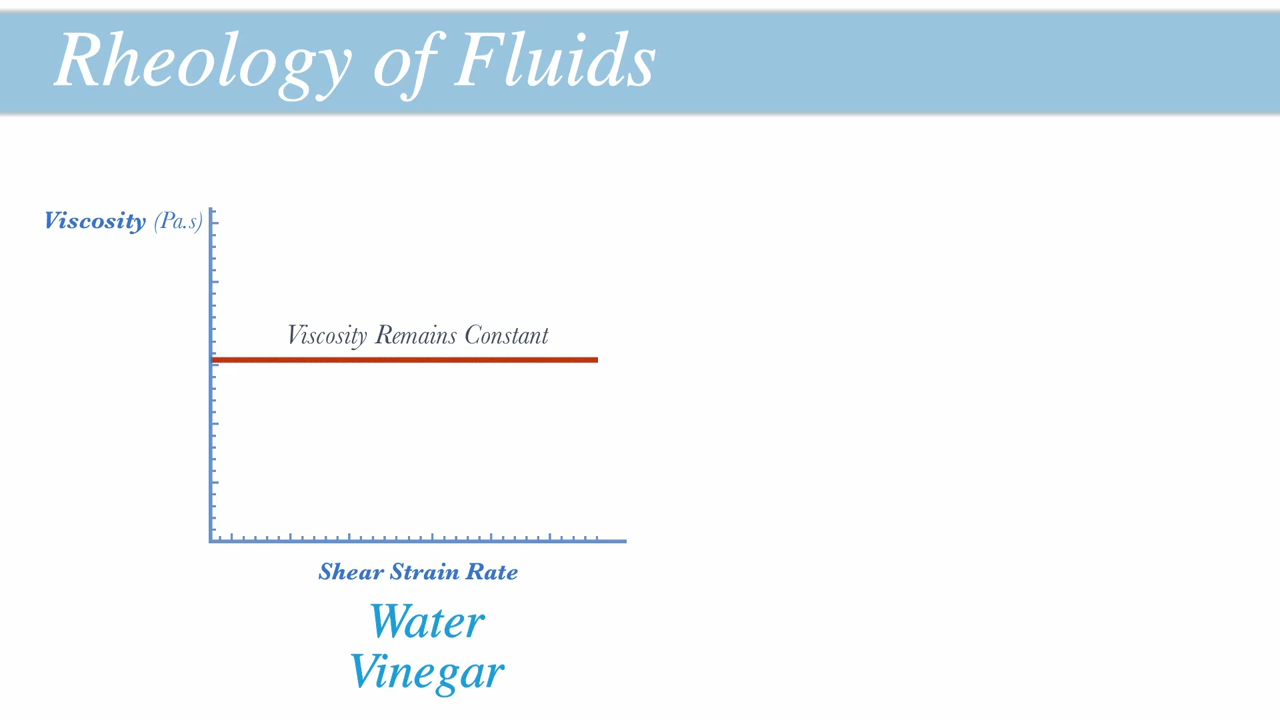 Rheology of Fluids
Viscosity (Pa.s)
Viscosity Remains Constant
Shear Strain Rate
Water
Vinegar